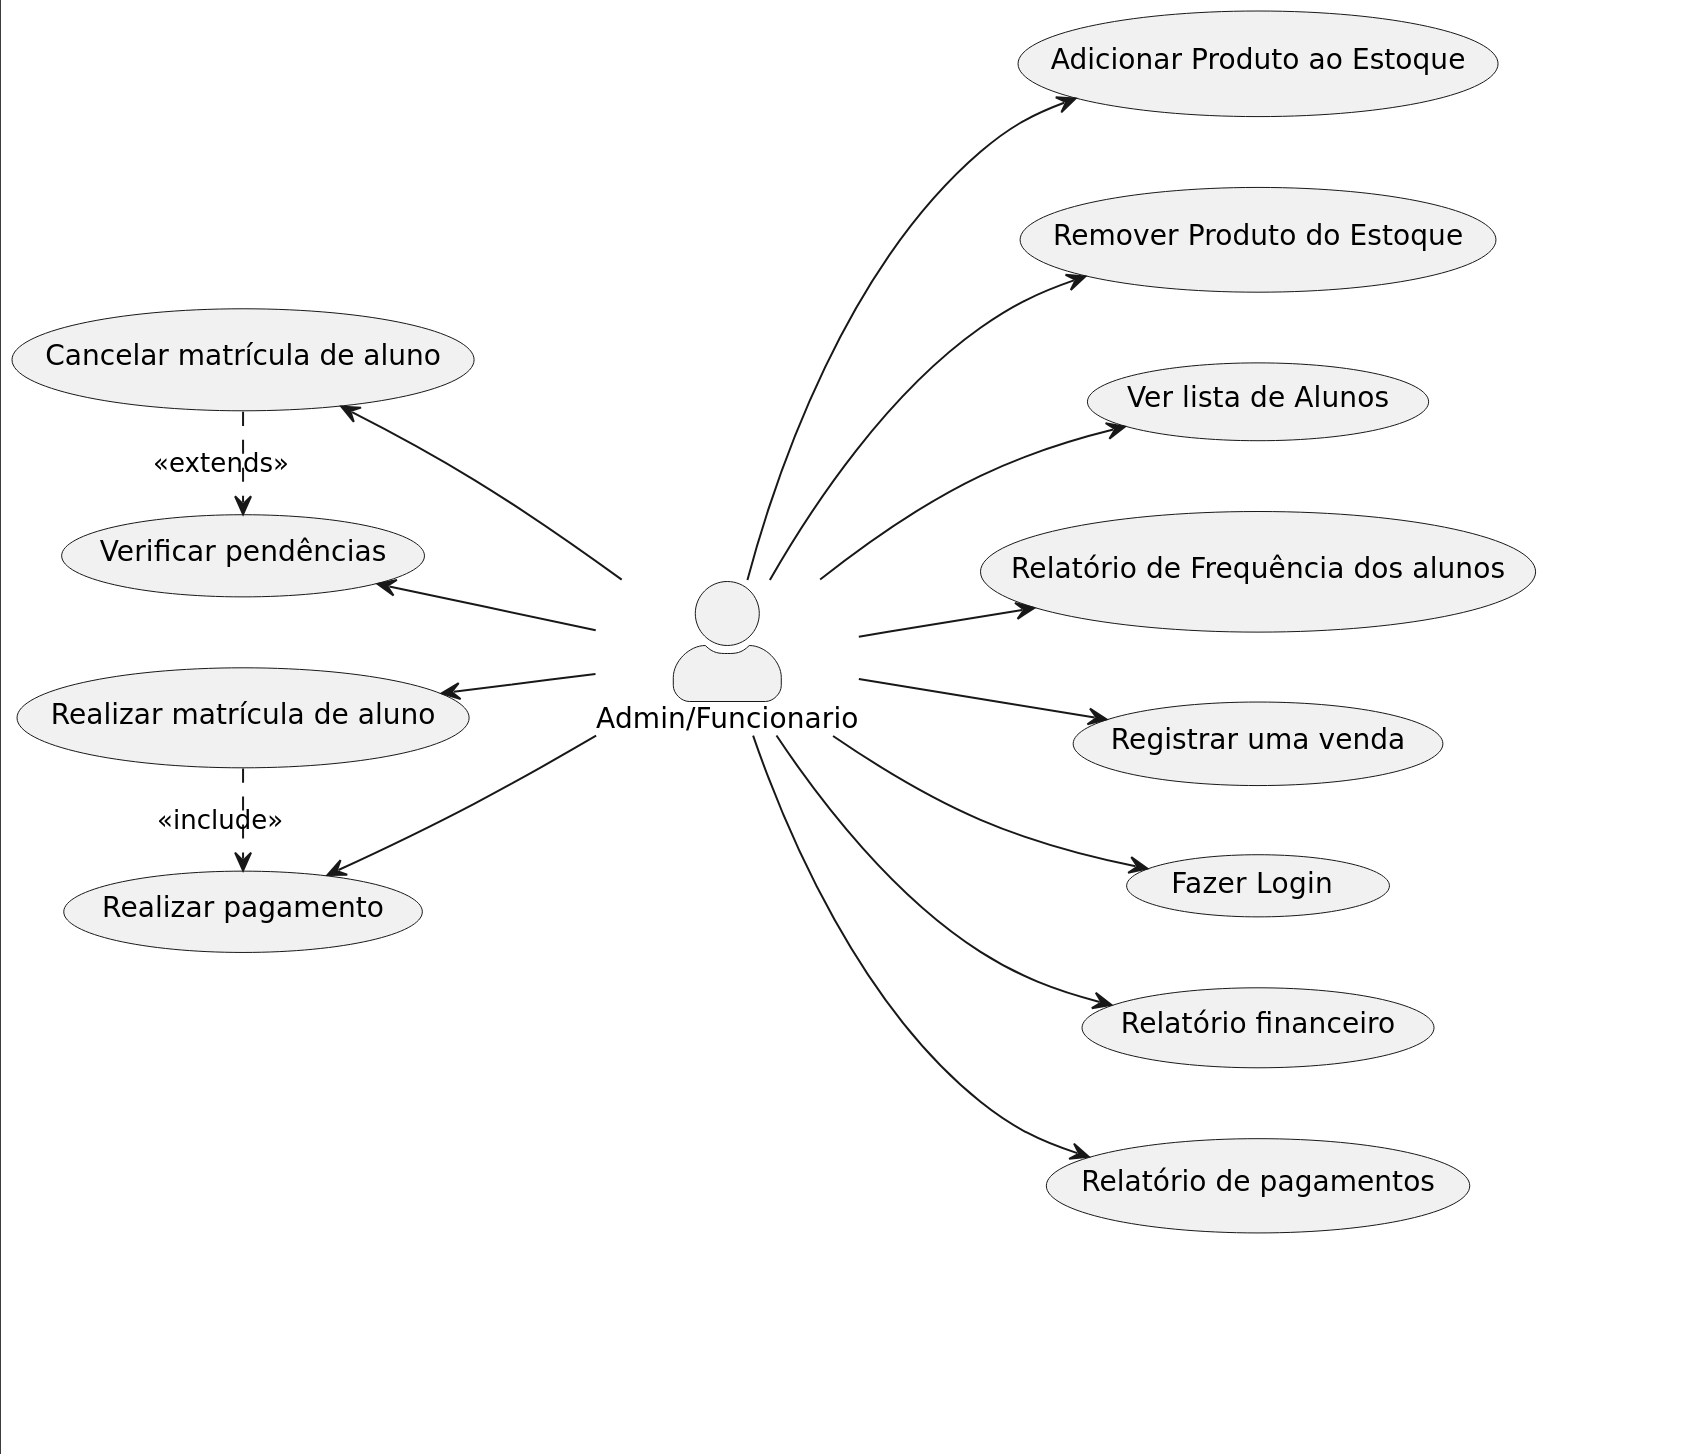 Adicionar Produto ao Estoque
Remover Produto do Estoque
Cancelar matrícula de aluno
Ver lista de Alunos
«extends»
Verificar pendências
Relatório de Frequência dos alunos
Realizar matrícula de aluno
Admin/Funcionario
Registrar uma venda
«include»
Fazer Login
Realizar pagamento
Relatório financeiro
Relatório de pagamentos